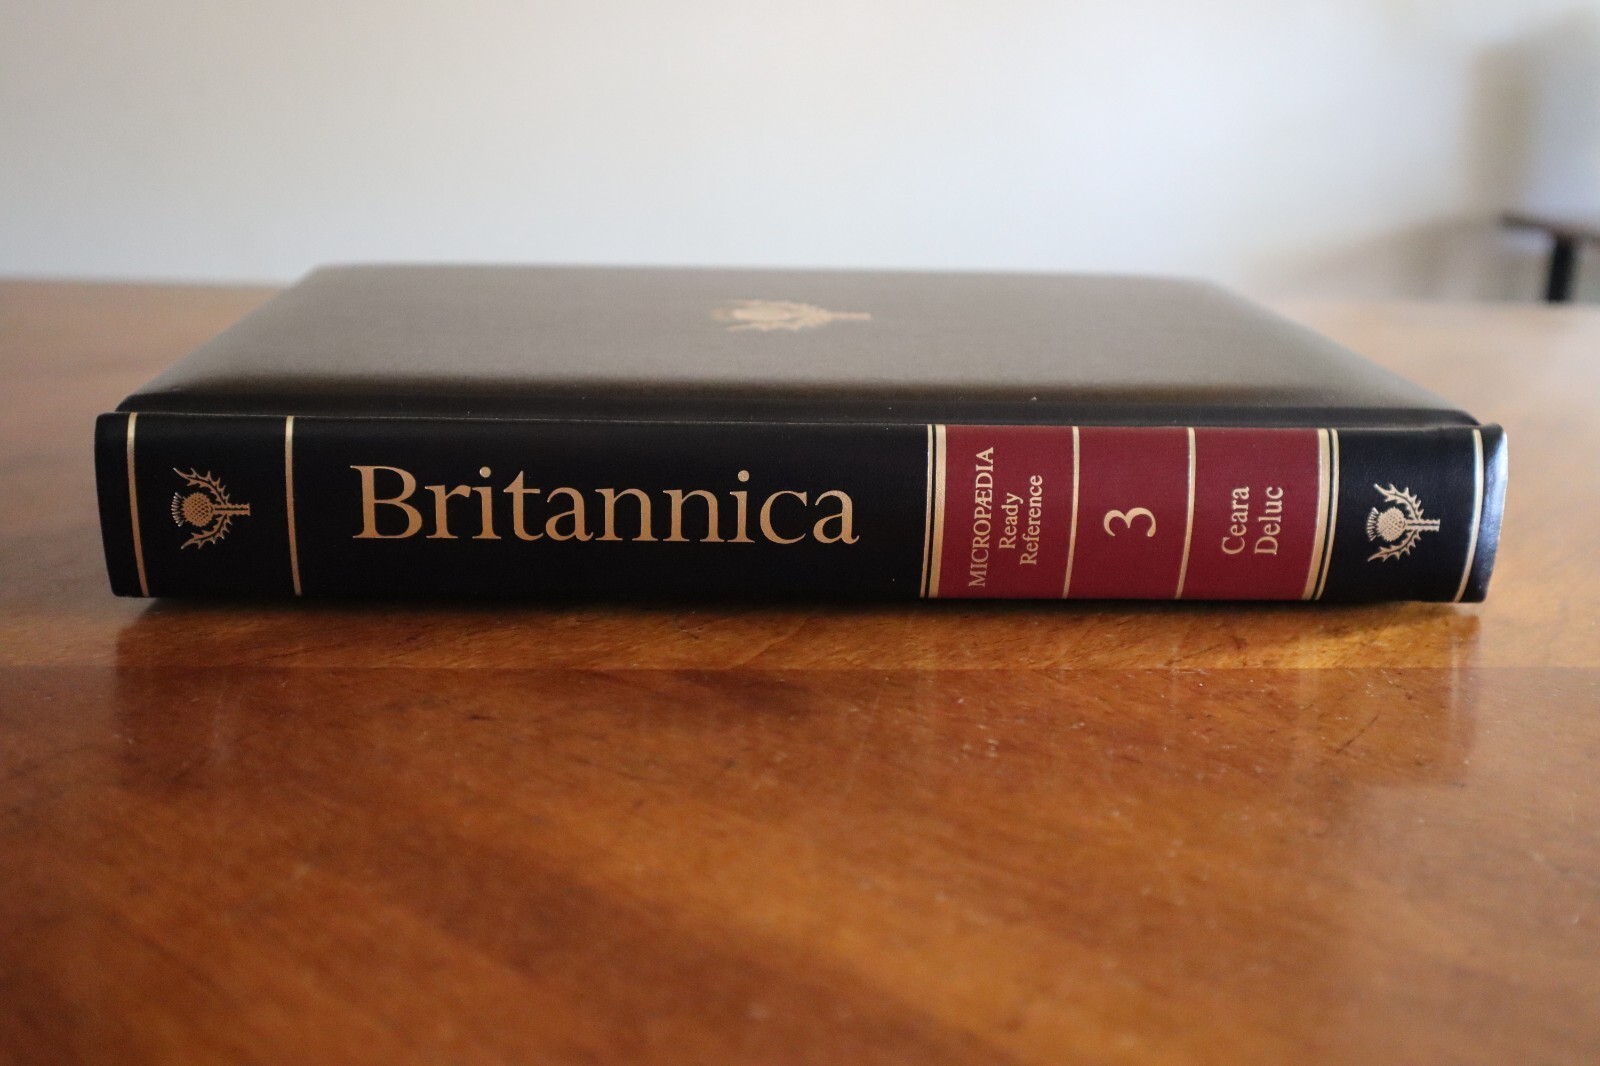 Britannica
MICROPÆDIA
Ready
Reference
3
Ceara
Deluc